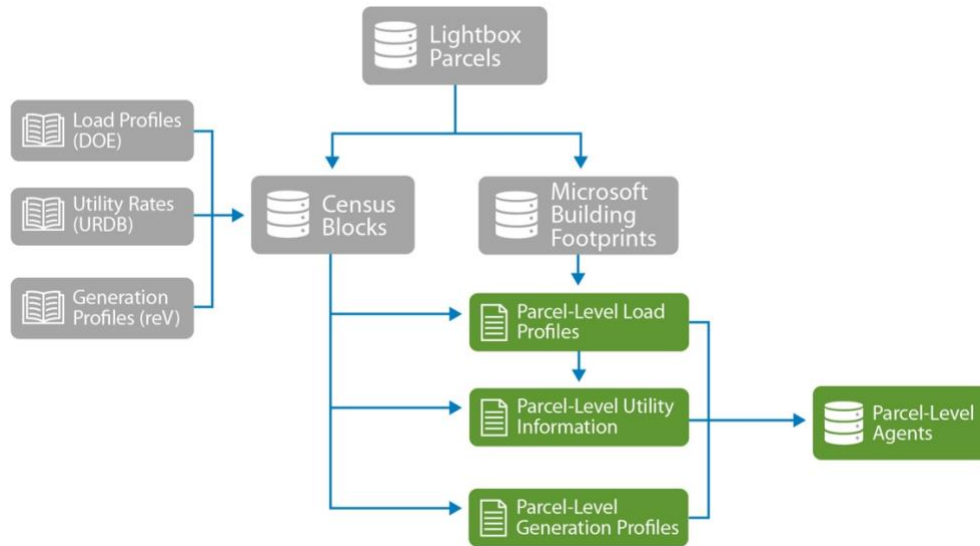 Lightbox
Parcels
Load Profiles
(DOE)
Utility Rates
(URDB)
Generation
Profiles (reV)
Census
Blocks
Microsoft
Building
Footprints
Parcel-Level Load
Profiles
Parcel-Level Utility
Information
Parcel-Level
Generation Profiles
Parcel-Level
Agents